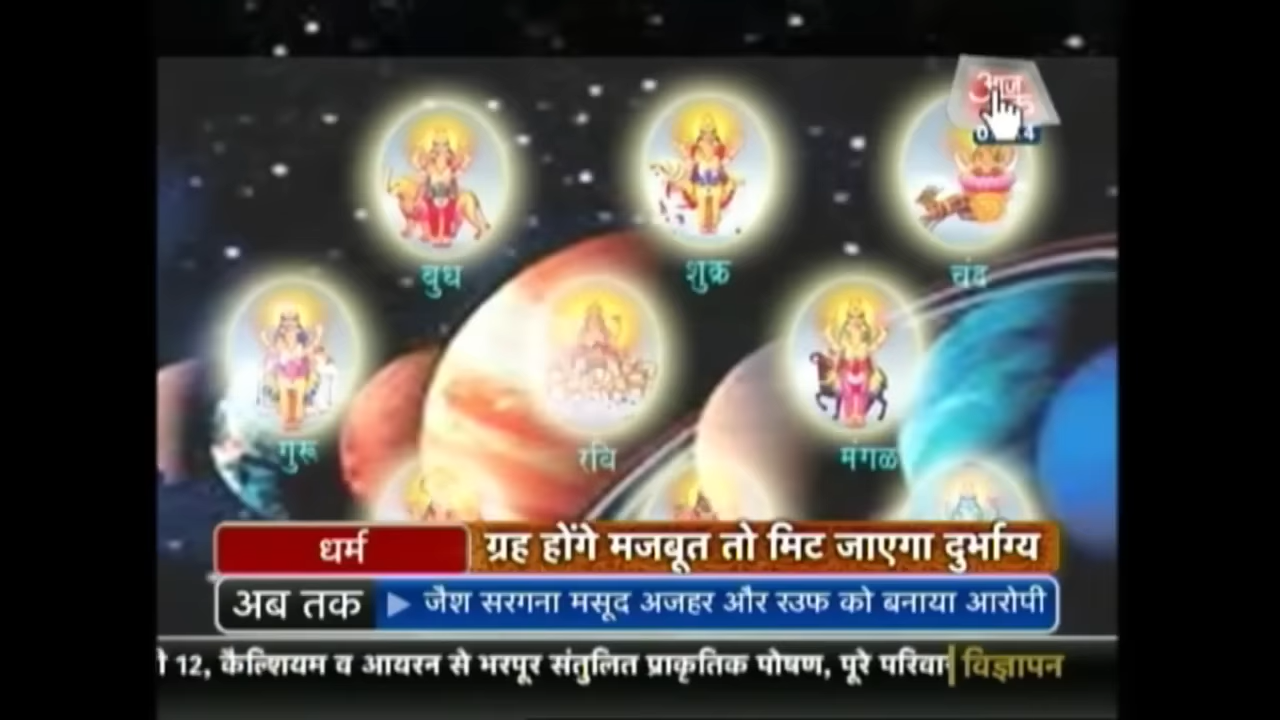 आज
बुध
शुक्र
चंद्र
गुरू
रवि
मंगळ
धर्म
ग्रह होंगे मजबूत तो मिट जाएगा दुर्भाग्य
अब तक
जैश सरगना मसूद अजहर और रउफ को बनाया आरोपी
12, कैल्शियम व आयरन से भरपूर संतुलित प्राकृतिक पोषण, पूरे
विज्ञापन